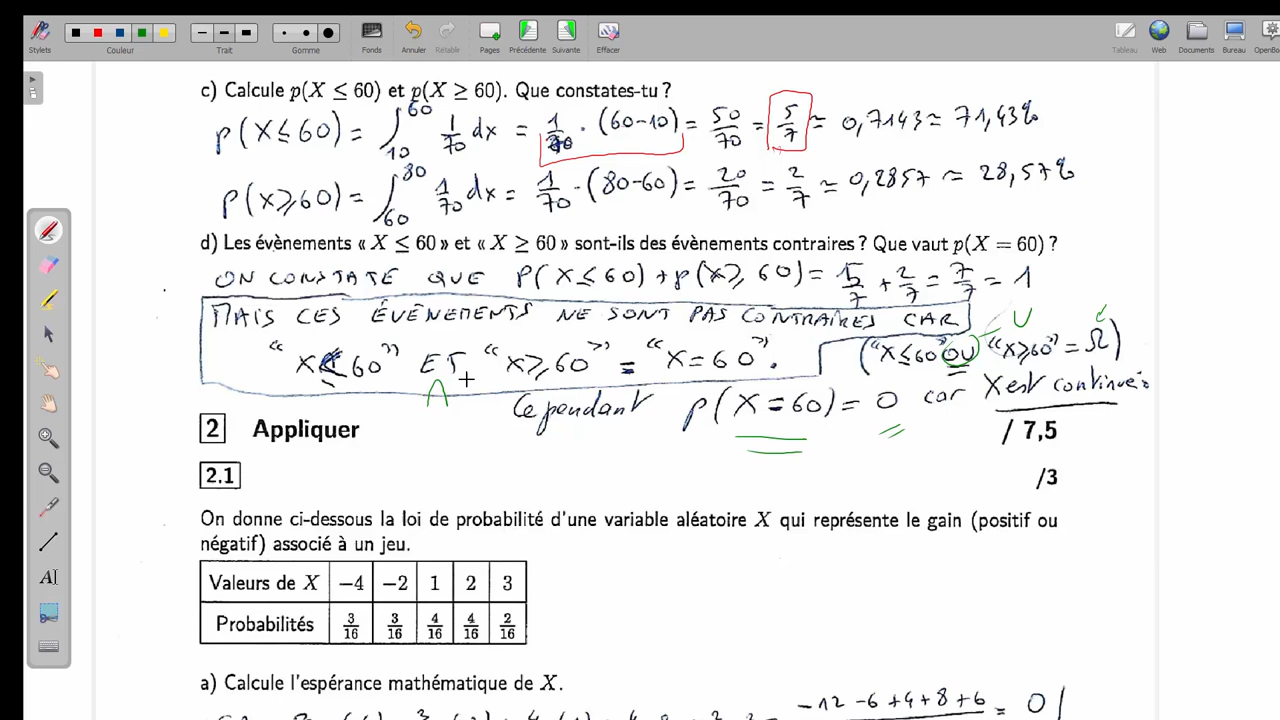 Stylets Couleur Trait Gomme Fonds Annuler Rétablir Pages Précédente Suivante Effacer Tableau Web Documents Bureau
c) Calcule p(X ≤ 60) et p(X ≥ 60). Que constates-tu ?
p(X≤60) = ∫₁₀⁶⁰ 1/70 dx = 1/70 · (60-10) = 50/70 = 5/7 ≃ 0,7143 ≃ 71,43%
p(X≥60) = ∫₆₀⁸⁰ 1/70 dx = 1/70 · (80-60) = 20/70 = 2/7 ≃ 0,2857 ≃ 28,57%
d) Les évènements « X ≤ 60 » et « X ≥ 60 » sont-ils des évènements contraires ? Que vaut p(X = 60) ?
ON CONSTATE QUE p(X≤60)+p(X≥60) = 5/7 + 2/7 = 7/7 = 1
MAIS CES ÉVÈNEMENTS NE SONT PAS CONTRAIRES CAR
U
"X≤60" ET "X≥60" = "X=60". ("X≤60" OU "X≥60" = Ω)
∧
Cependant p(X=60) = 0 car X est continue
2 Appliquer / 7,5
2.1 /3
On donne ci-dessous la loi de probabilité d'une variable aléatoire X qui représente le gain (positif ou
négatif) associé à un jeu.
Valeurs de X −4 −2 1 2 3
Probabilités 3/16 3/16 4/16 4/16 2/16
a) Calcule l'espérance mathématique de X.
-12-6+4+8+6 = 0